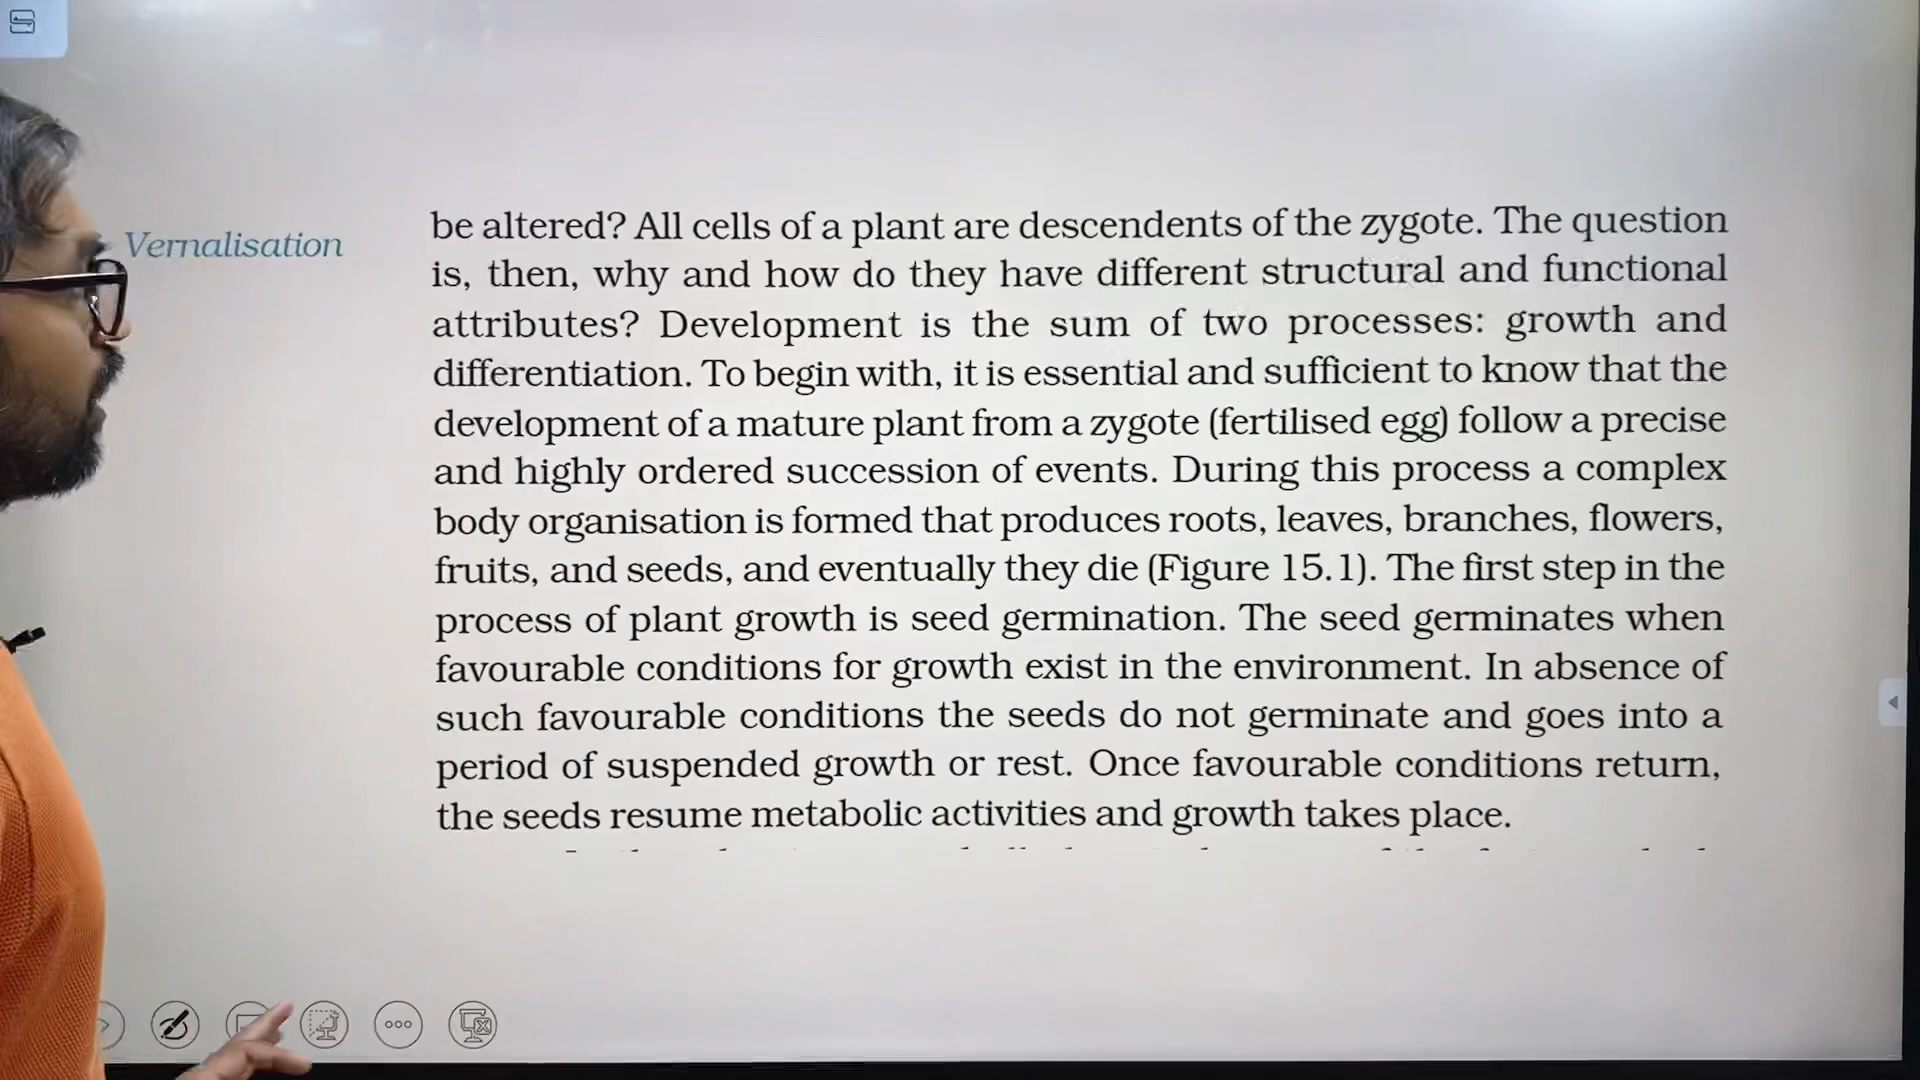 Vernalisation
be altered? All cells of a plant are descendents of the zygote. The question
is, then, why and how do they have different structural and functional
attributes? Development is the sum of two processes: growth and
differentiation. To begin with, it is essential and sufficient to know that the
development of a mature plant from a zygote (fertilised egg) follow a precise
and highly ordered succession of events. During this process a complex
body organisation is formed that produces roots, leaves, branches, flowers,
fruits, and seeds, and eventually they die (Figure 15.1). The first step in the
process of plant growth is seed germination. The seed germinates when
favourable conditions for growth exist in the environment. In absence of
such favourable conditions the seeds do not germinate and goes into a
period of suspended growth or rest. Once favourable conditions return,
the seeds resume metabolic activities and growth takes place.